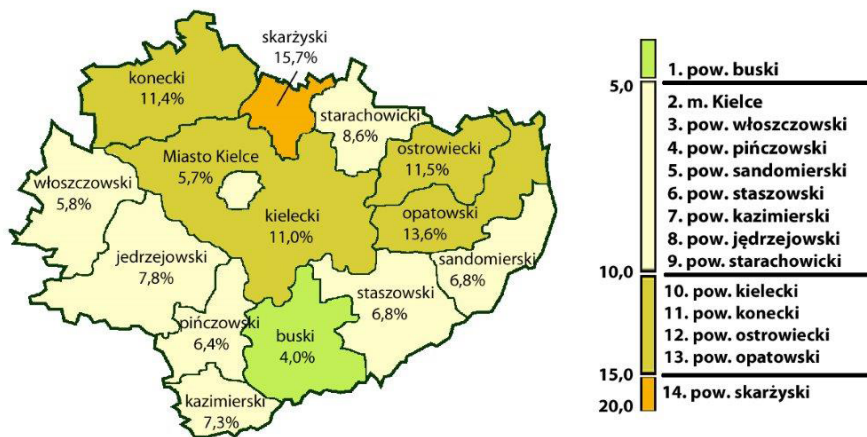 skarżyski
15,7%
konecki
11,4%
starachowicki
8,6%
Miasto Kielce
5,7%
ostrowiecki
11,5%
włoszczowski
5,8%
kielecki
11,0%
opatowski
13,6%
jedrzejowski
7,8%
sandomierski
6,8%
staszowski
6,8%
pińczowski
6,4%
buski
4,0%
kazimierski
7,3%
1. pow. buski
5,0
2. m. Kielce
3. pow. włoszczowski
4. pow. pińczowski
5. pow. sandomierski
6. pow. staszowski
7. pow. kazimierski
8. pow. jędrzejowski
9. pow. starachowicki
10,0
10. pow. kielecki
11. pow. konecki
12. pow. ostrowiecki
13. pow. opatowski
15,0
14. pow. skarżyski
20,0